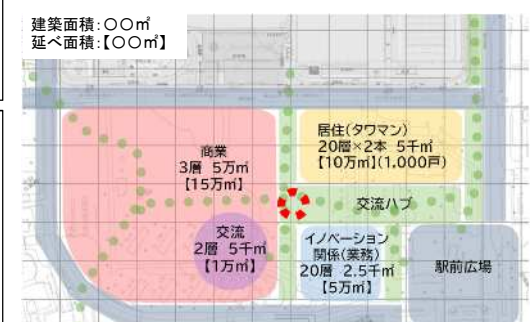 建築面積:〇〇㎡
延べ面積:【〇〇㎡】
商業
3層 5万㎡
【15万㎡】
居住(タワマン)
20層×2本 5千㎡
【10万㎡】(1,000戸)
交流ハブ
交流
2層 5千㎡
【1万㎡】
イノベーション
関係(業務)
20層 2.5千㎡
【5万㎡】
駅前広場